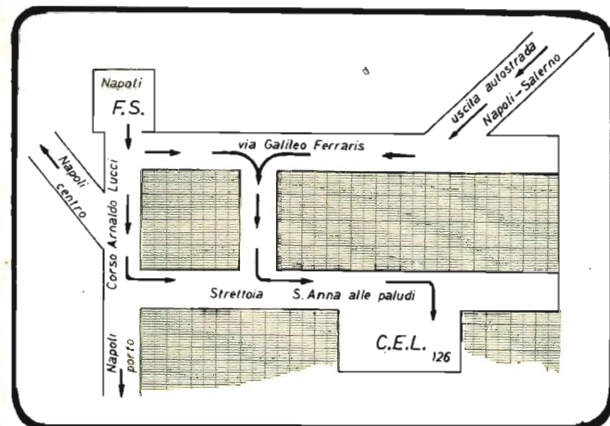 Napoli
F.S.
uscita autostrada
Napoli-Salerno
via Galileo Ferraris
Napoli
centro
Corso Arnaldo Lucci
Strettoia S. Anna alle paludi
Napoli
porto
C.E.L.
126